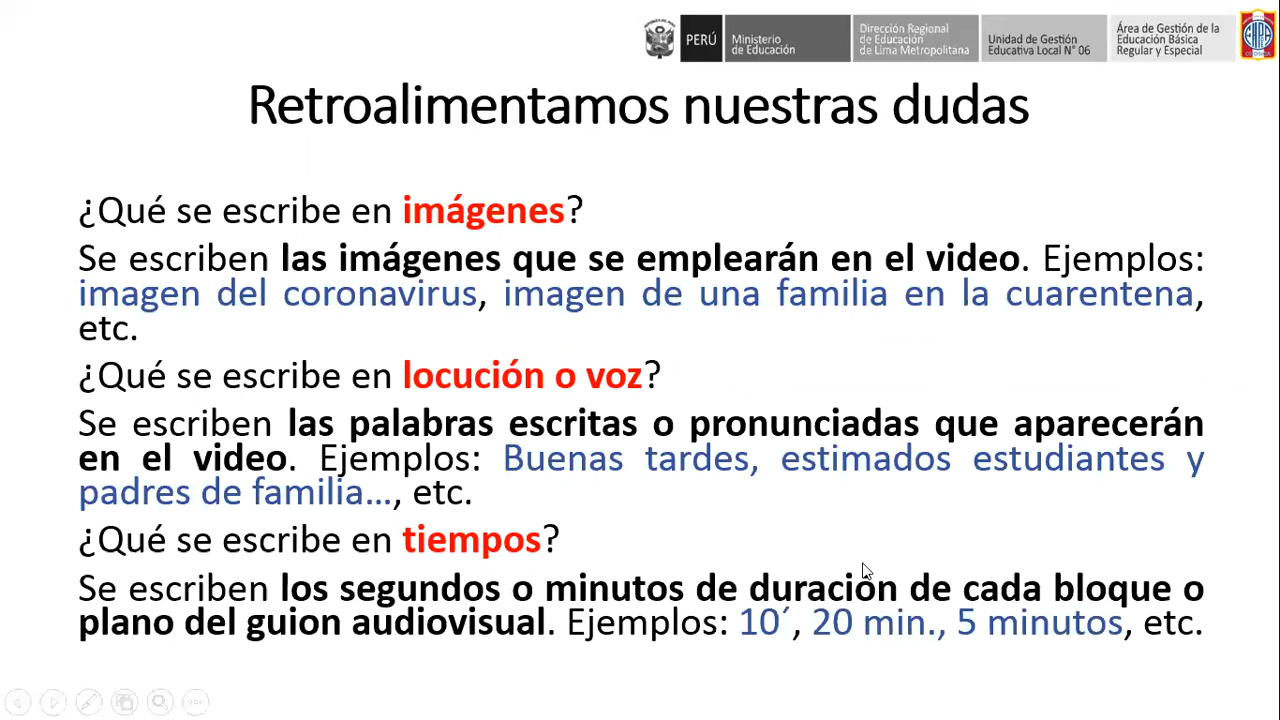 PERÚ
Ministerio
de Educación
Dirección Regional
de Educación
de Lima Metropolitana
Unidad de Gestión
Educativa Local N° 06
Área de Gestión de la
Educación Básica
Regular y Especial
Retroalimentamos nuestras dudas
¿Qué se escribe en imágenes?
Se escriben las imágenes que se emplearán en el video. Ejemplos:
imagen del coronavirus, imagen de una familia en la cuarentena,
etc.
¿Qué se escribe en locución o voz?
Se escriben las palabras escritas o pronunciadas que aparecerán
en el video. Ejemplos: Buenas tardes, estimados estudiantes y
padres de familia…, etc.
¿Qué se escribe en tiempos?
Se escriben los segundos o minutos de duración de cada bloque o
plano del guion audiovisual. Ejemplos: 10´, 20 min., 5 minutos, etc.